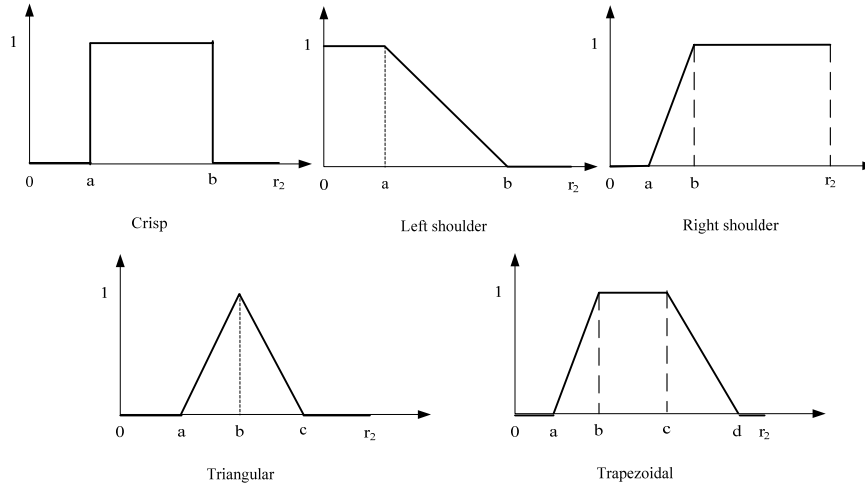 1 1 1
0 a b r₂ 0 a b r₂ 0 a b r₂
Crisp Left shoulder Right shoulder
1 1
0 a b c r₂ 0 a b c d r₂
Triangular Trapezoidal